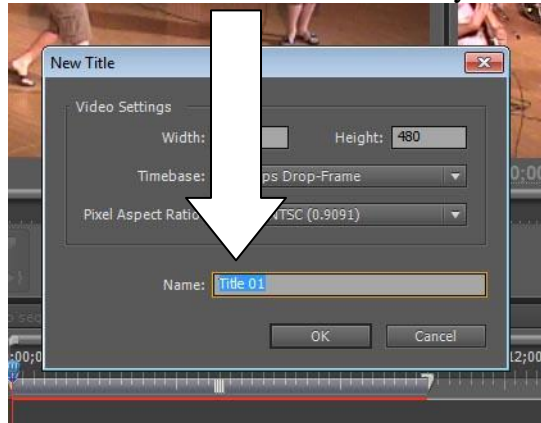 New Title
Video Settings
Width: Height: 480
Timebase: ps Drop-Frame
Pixel Aspect Ratio NTSC (0.9091)
Name: Title 01
OK Cancel